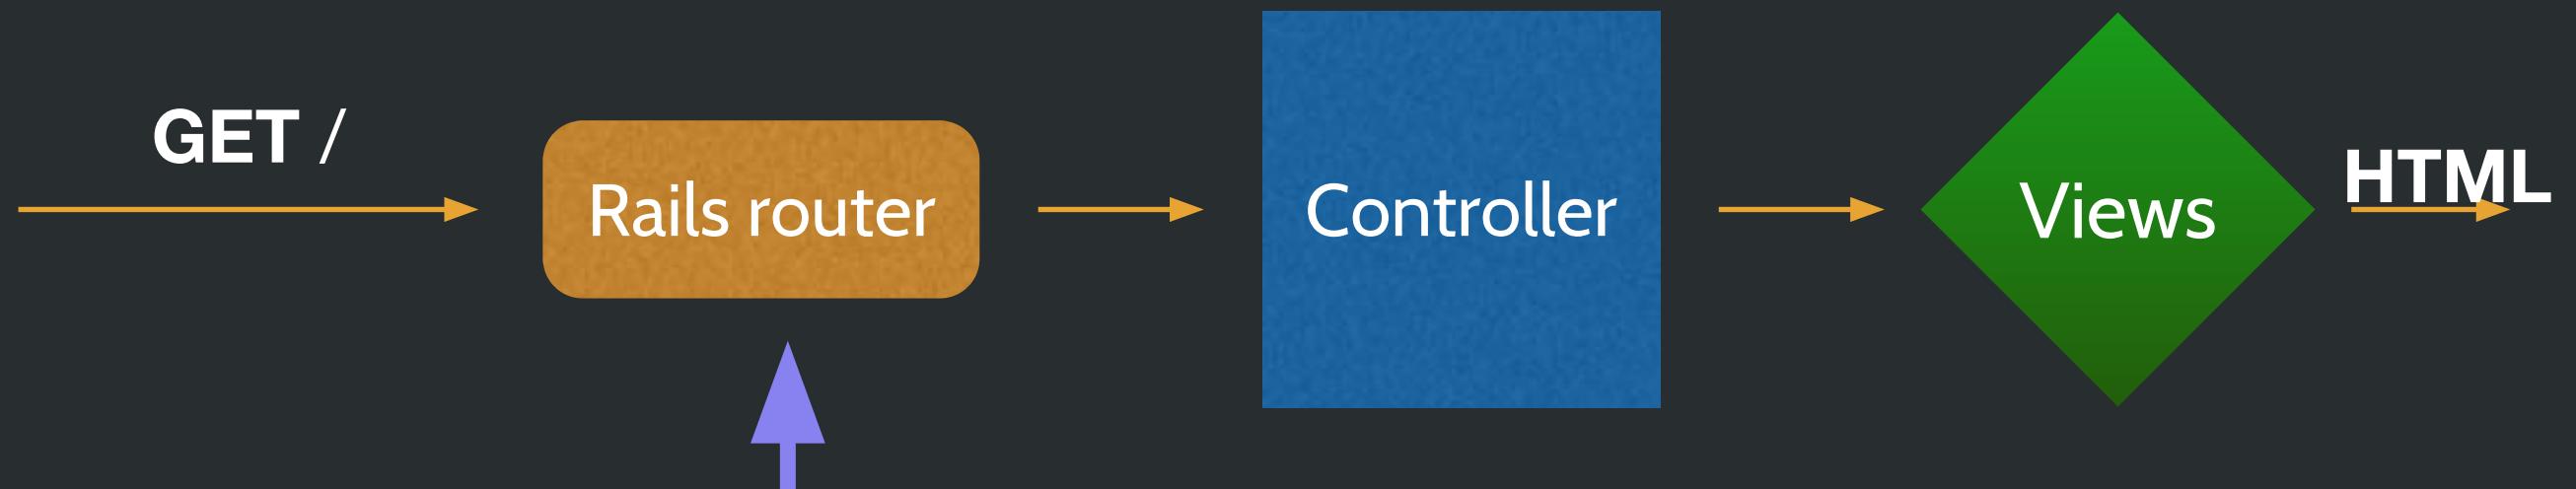 GET /
Rails router
Controller
Views
HTML